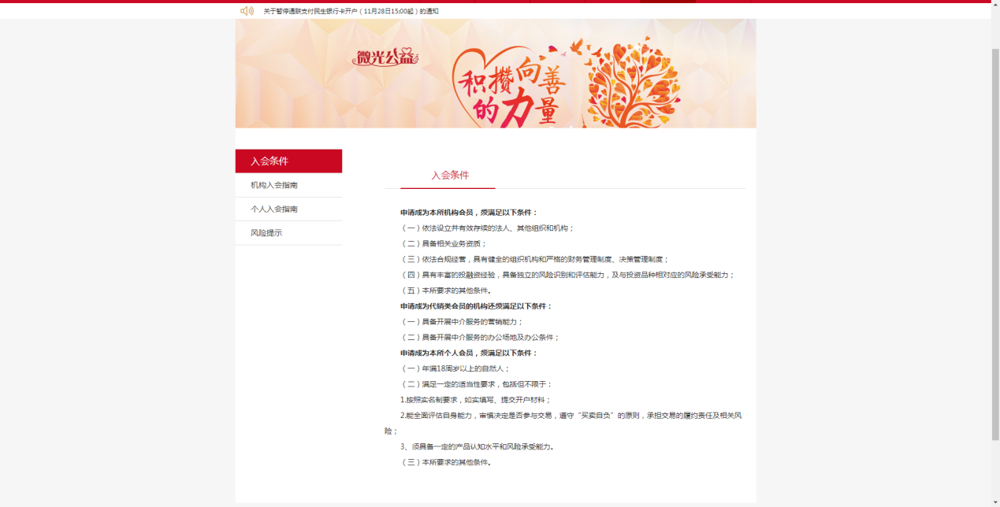 关于暂停通联支付民生银行卡开户（11月28日15:00起）的通知
微光公益
积攒向善
的力量
入会条件
机构入会指南
个人入会指南
风险提示
入会条件
申请成为本所机构会员，须满足以下条件：
（一）依法设立并有效存续的法人、其他组织和机构；
（二）具备相关业务资质；
（三）依法合规经营，具有健全的组织机构和严格的财务管理制度、决策管理制度；
（四）具有丰富的投融资经验，具备独立的风险识别和评估能力，及与投资品种相对应的风险承受能力；
（五）本所要求的其他条件。
申请成为代销类会员的机构还须满足以下条件：
（一）具备开展中介服务的营销能力；
（二）具备开展中介服务的办公场地及办公条件；
申请成为本所个人会员，须满足以下条件：
（一）年满18周岁以上的自然人；
（二）满足一定的适当性要求，包括但不限于：
1.按照实名制要求，如实填写、提交开户材料；
2.能全面评估自身能力，审慎决定是否参与交易，遵守“买卖自负”的原则，承担交易的履约责任及相关风
险；
3、须具备一定的产品认知水平和风险承受能力。
（三）本所要求的其他条件。